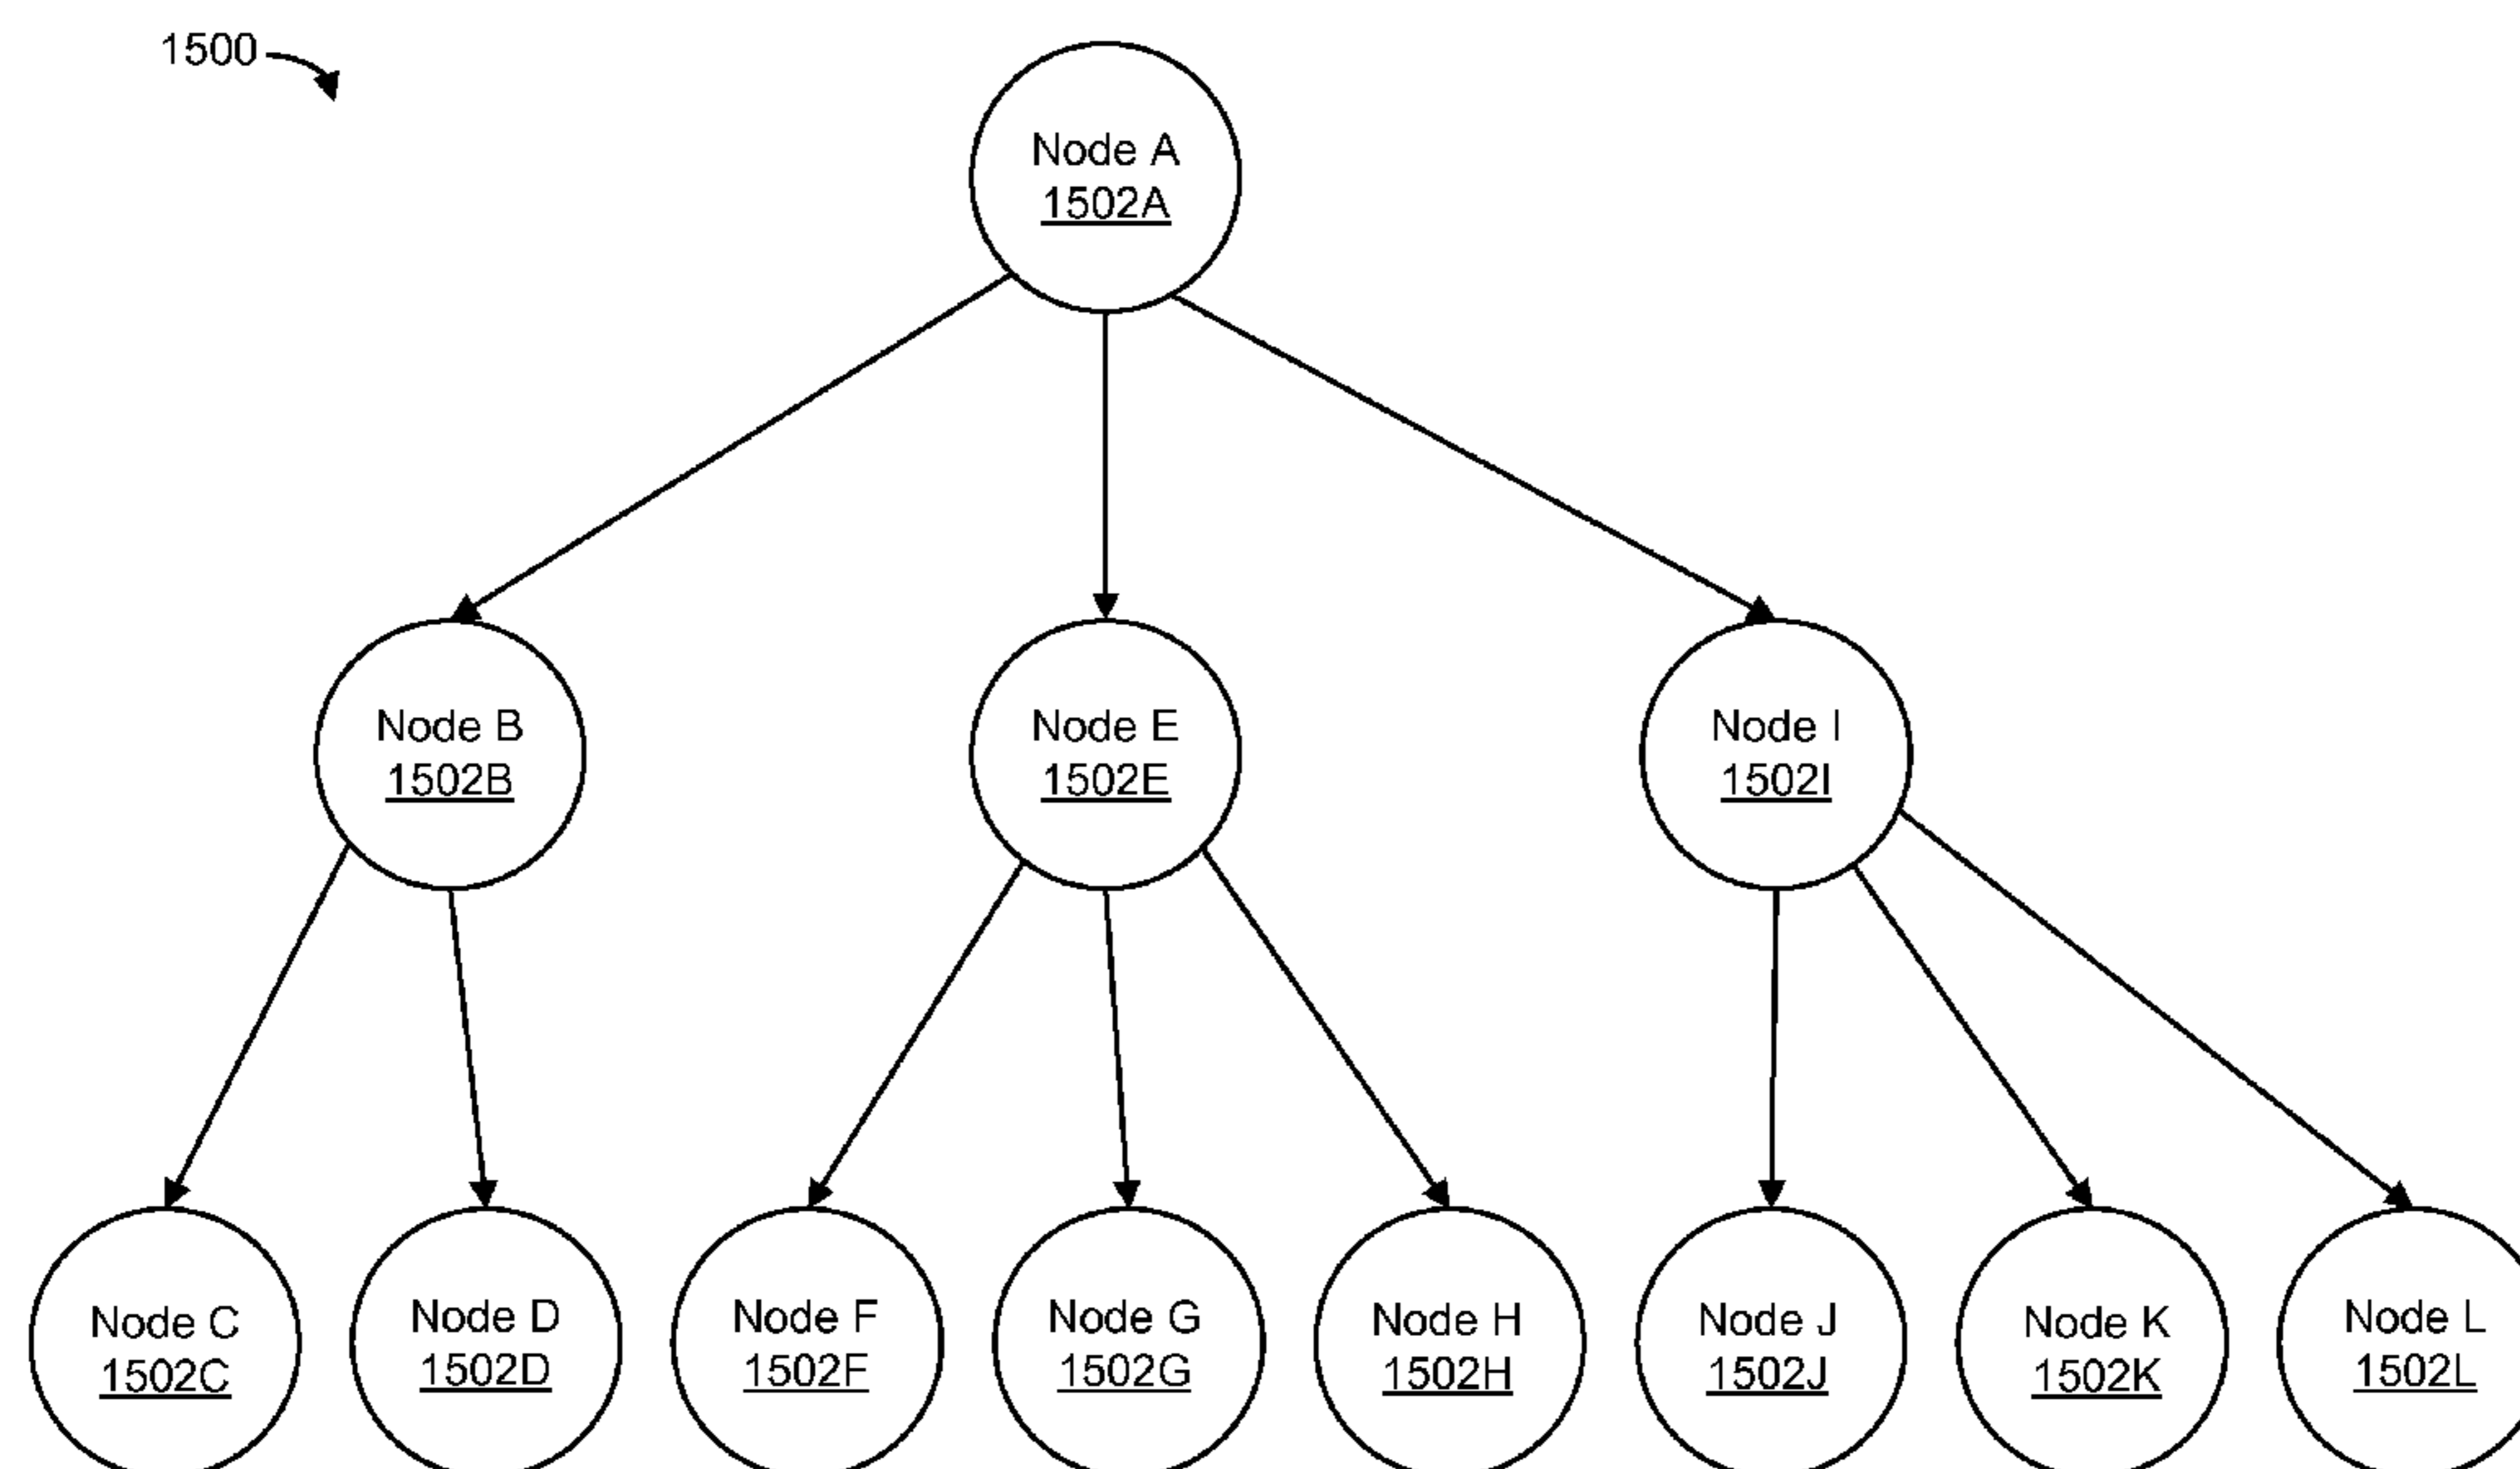 1500
Node A
1502A
Node B
1502B
Node E
1502E
Node I
1502I
Node C
1502C
Node D
1502D
Node F
1502F
Node G
1502G
Node H
1502H
Node J
1502J
Node K
1502K
Node L
1502L